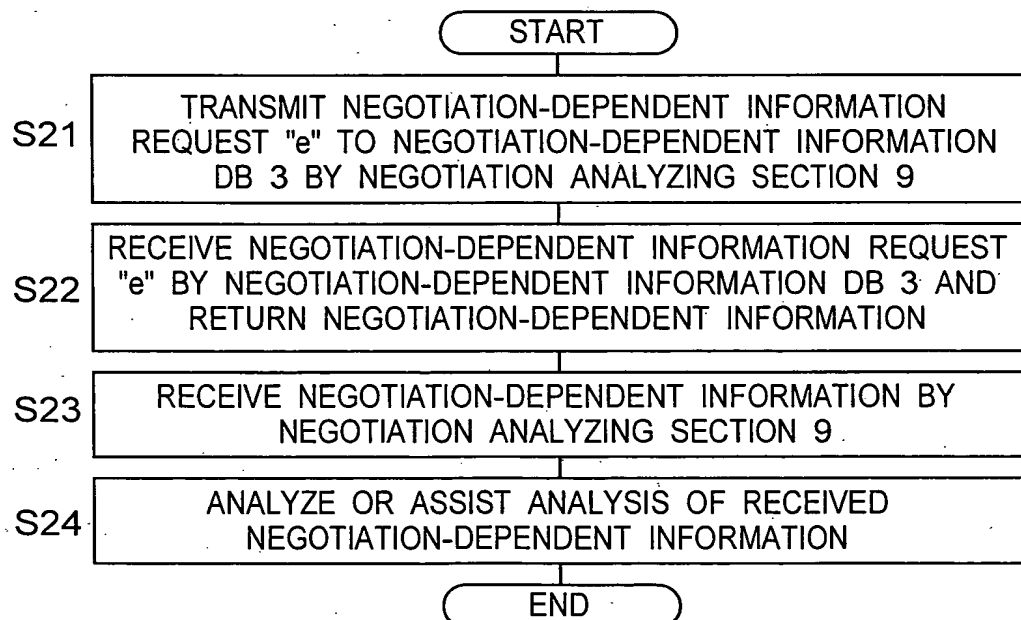 START
S21
TRANSMIT NEGOTIATION-DEPENDENT INFORMATION
REQUEST "e" TO NEGOTIATION-DEPENDENT INFORMATION
DB 3 BY NEGOTIATION ANALYZING SECTION 9
S22
RECEIVE NEGOTIATION-DEPENDENT INFORMATION REQUEST
"e" BY NEGOTIATION-DEPENDENT INFORMATION DB 3 AND
RETURN NEGOTIATION-DEPENDENT INFORMATION
S23
RECEIVE NEGOTIATION-DEPENDENT INFORMATION BY
NEGOTIATION ANALYZING SECTION 9
S24
ANALYZE OR ASSIST ANALYSIS OF RECEIVED
NEGOTIATION-DEPENDENT INFORMATION
END